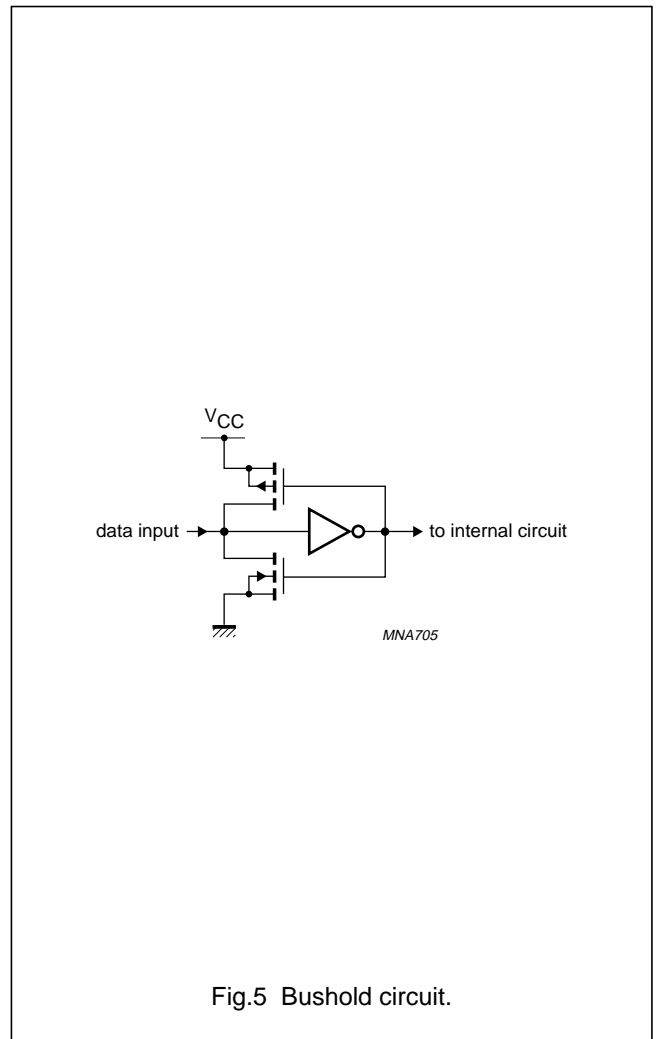 VCC
data input
to internal circuit
MNA705
Fig.5 Bushold circuit.